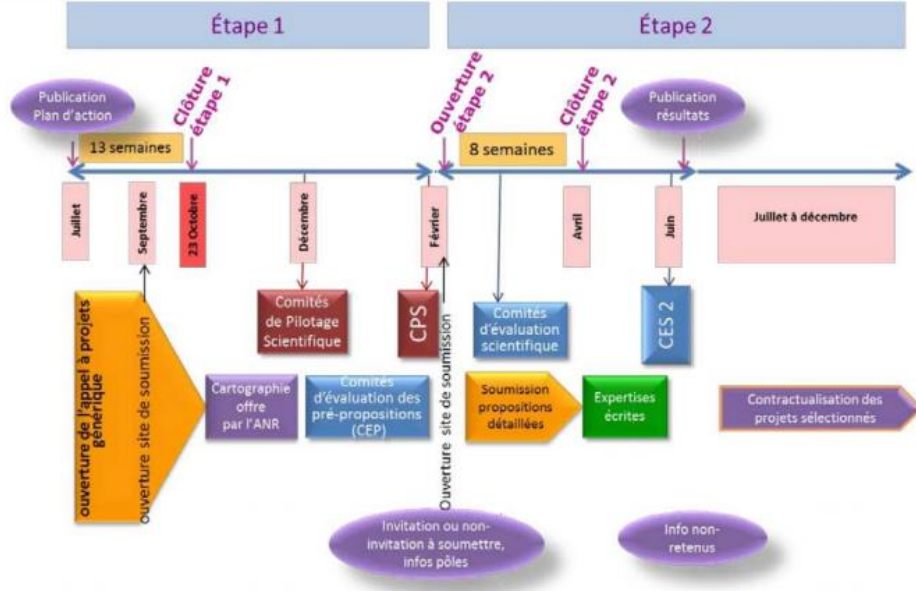 Étape 1
Étape 2
Publication
Plan d'action
Clôture
étape 1
Ouverture
étape 2
Clôture
étape 2
Publication
résultats
13 semaines
8 semaines
Juillet
Septembre
23 Octobre
Décembre
Février
Avril
Juin
Juillet à décembre
ouverture de l'appel à projets
générique
ouverture site de soumission
Comités
de Pilotage
Scientifique
CPS
Ouverture site de soumission
Comités
d'évaluation
scientifique
CES 2
Cartographie
offre
par l'ANR
Comités
d'évaluation des
pré-propositions
(CEP)
Soumission
propositions
détaillées
Expertises
écrites
Contractualisation des
projets sélectionnés
Invitation ou non-
invitation à soumettre,
infos pôles
Info non-
retenus